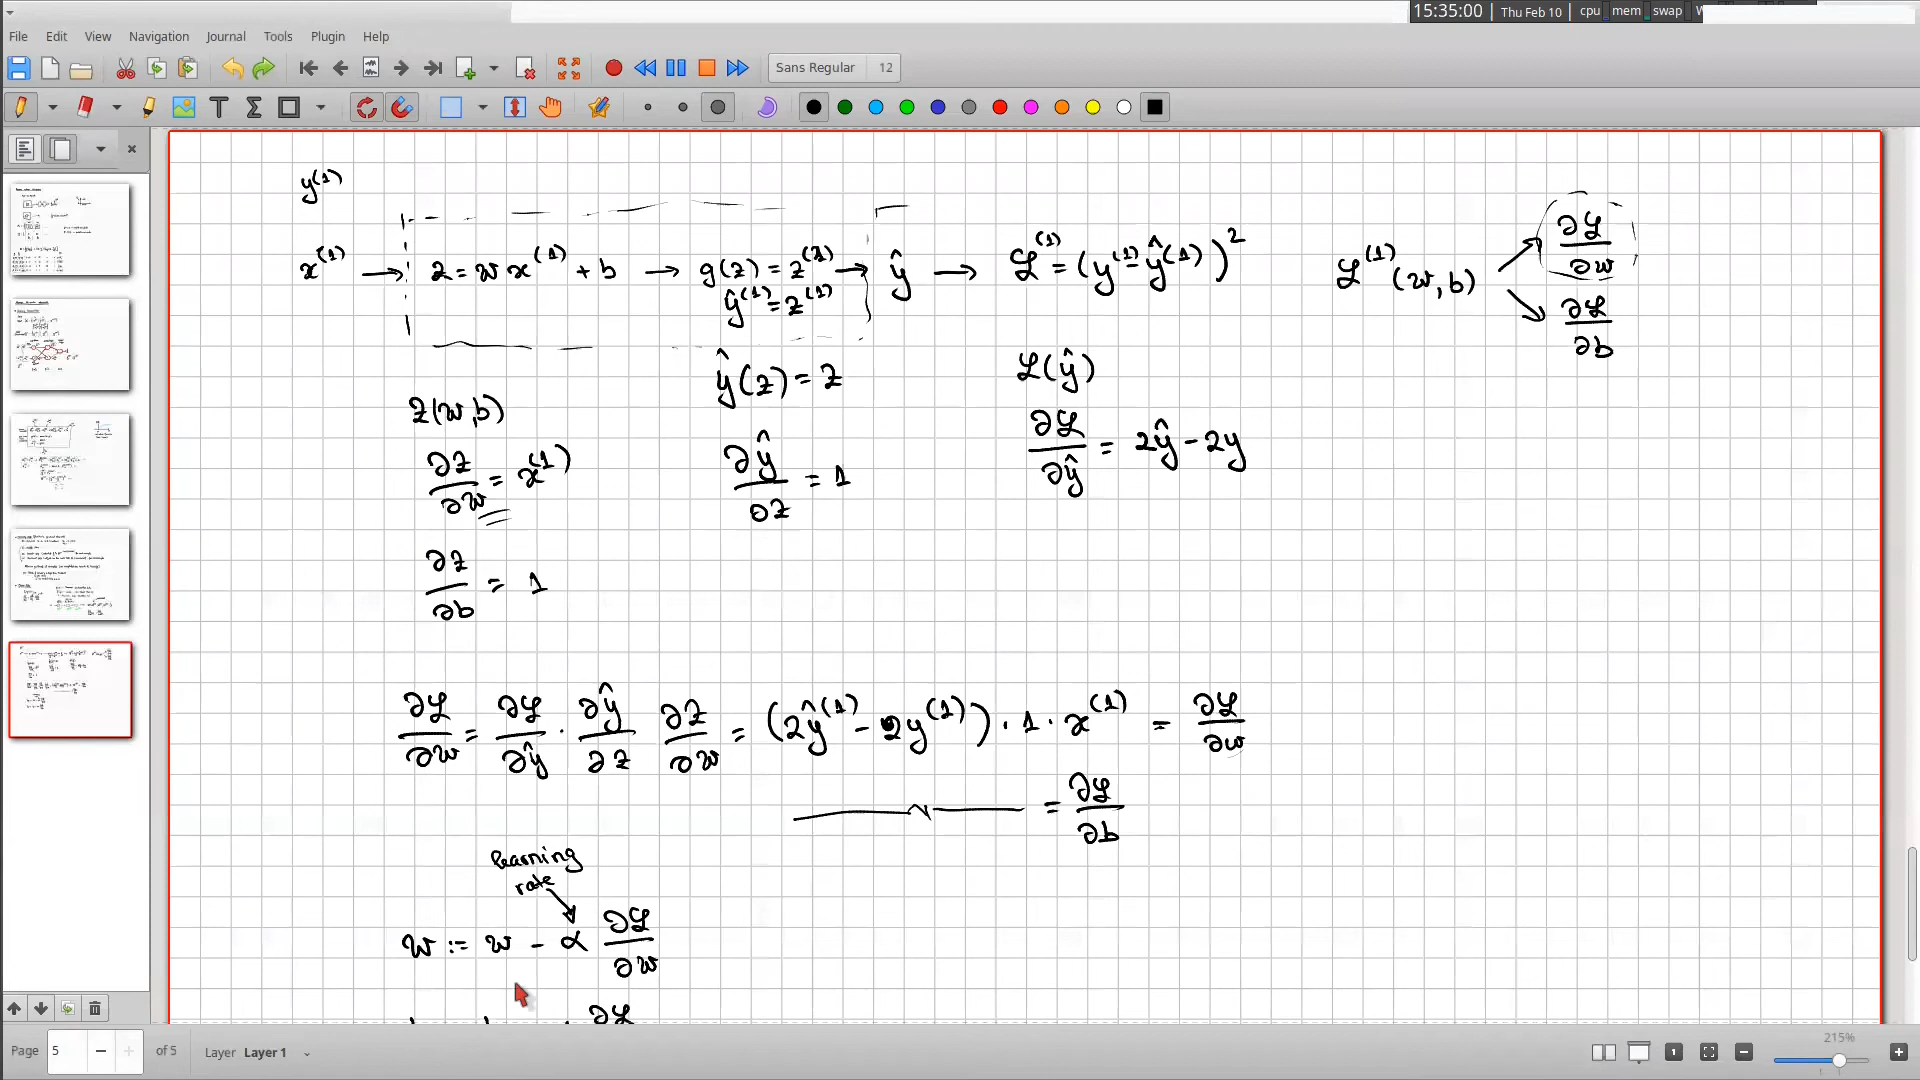 15:35:00 | Thu Feb 10 | cpu mem swap
File Edit View Navigation Journal Tools Plugin Help
Sans Regular 12
y⁽¹⁾
x⁽¹⁾ → z = w x⁽¹⁾ + b → g(z) = z⁽¹⁾ → ŷ → ℒ⁽¹⁾ = (y⁽¹⁾ - ŷ⁽¹⁾)² ℒ⁽¹⁾(w, b) ∂ℒ/∂w
ŷ⁽¹⁾ = z⁽¹⁾ ∂ℒ/∂b
ŷ(z) = z ℒ(ŷ)
z(w,b)
∂z/∂w = x⁽¹⁾ ∂ŷ/∂z = 1 ∂ℒ/∂ŷ = 2ŷ - 2y
∂z/∂b = 1
∂ℒ/∂w = ∂ℒ/∂ŷ · ∂ŷ/∂z ∂z/∂w = (2ŷ⁽¹⁾ - 2y⁽¹⁾) · 1 · x⁽¹⁾ = ∂ℒ/∂w
= ∂ℒ/∂b
learning
rate
w := w - α ∂ℒ/∂w
∂ℒ
Page 5 of 5 Layer Layer 1
215%